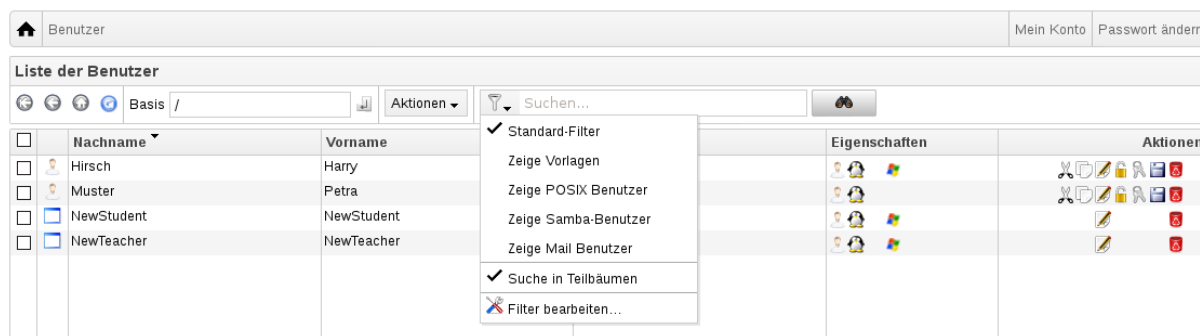 Benutzer Mein Konto Passwort ändern
Liste der Benutzer
Basis / Aktionen Suchen...
Nachname Vorname Eigenschaften Aktionen
Standard-Filter
Zeige Vorlagen
Zeige POSIX Benutzer
Zeige Samba-Benutzer
Zeige Mail Benutzer
Suche in Teilbäumen
Filter bearbeiten...
Hirsch Harry
Muster Petra
NewStudent NewStudent
NewTeacher NewTeacher